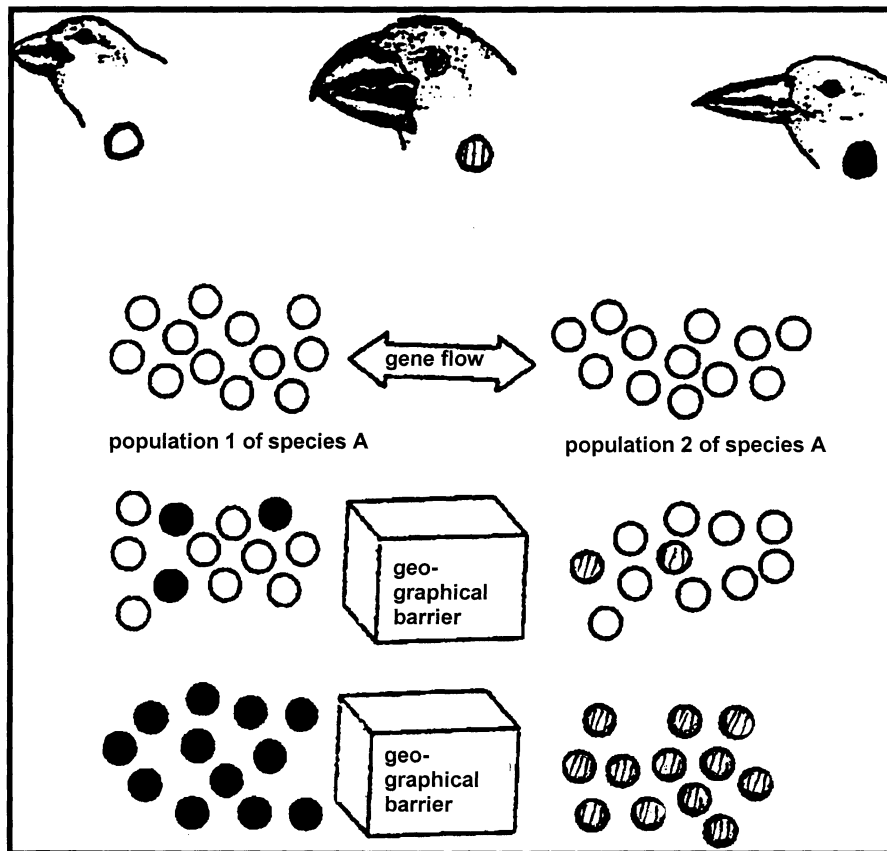 gene flow
population 1 of species A
population 2 of species A
geo-
graphical
barrier
geo-
graphical
barrier